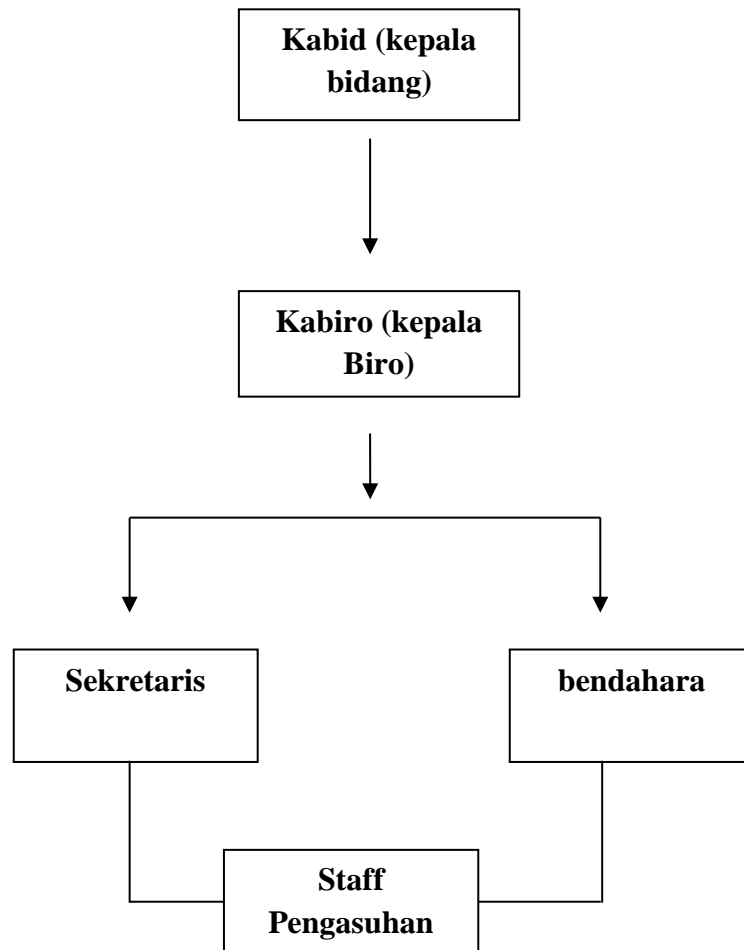 Kabid (kepala
bidang)
Kabiro (kepala
Biro)
Sekretaris
bendahara
Staff
Pengasuhan